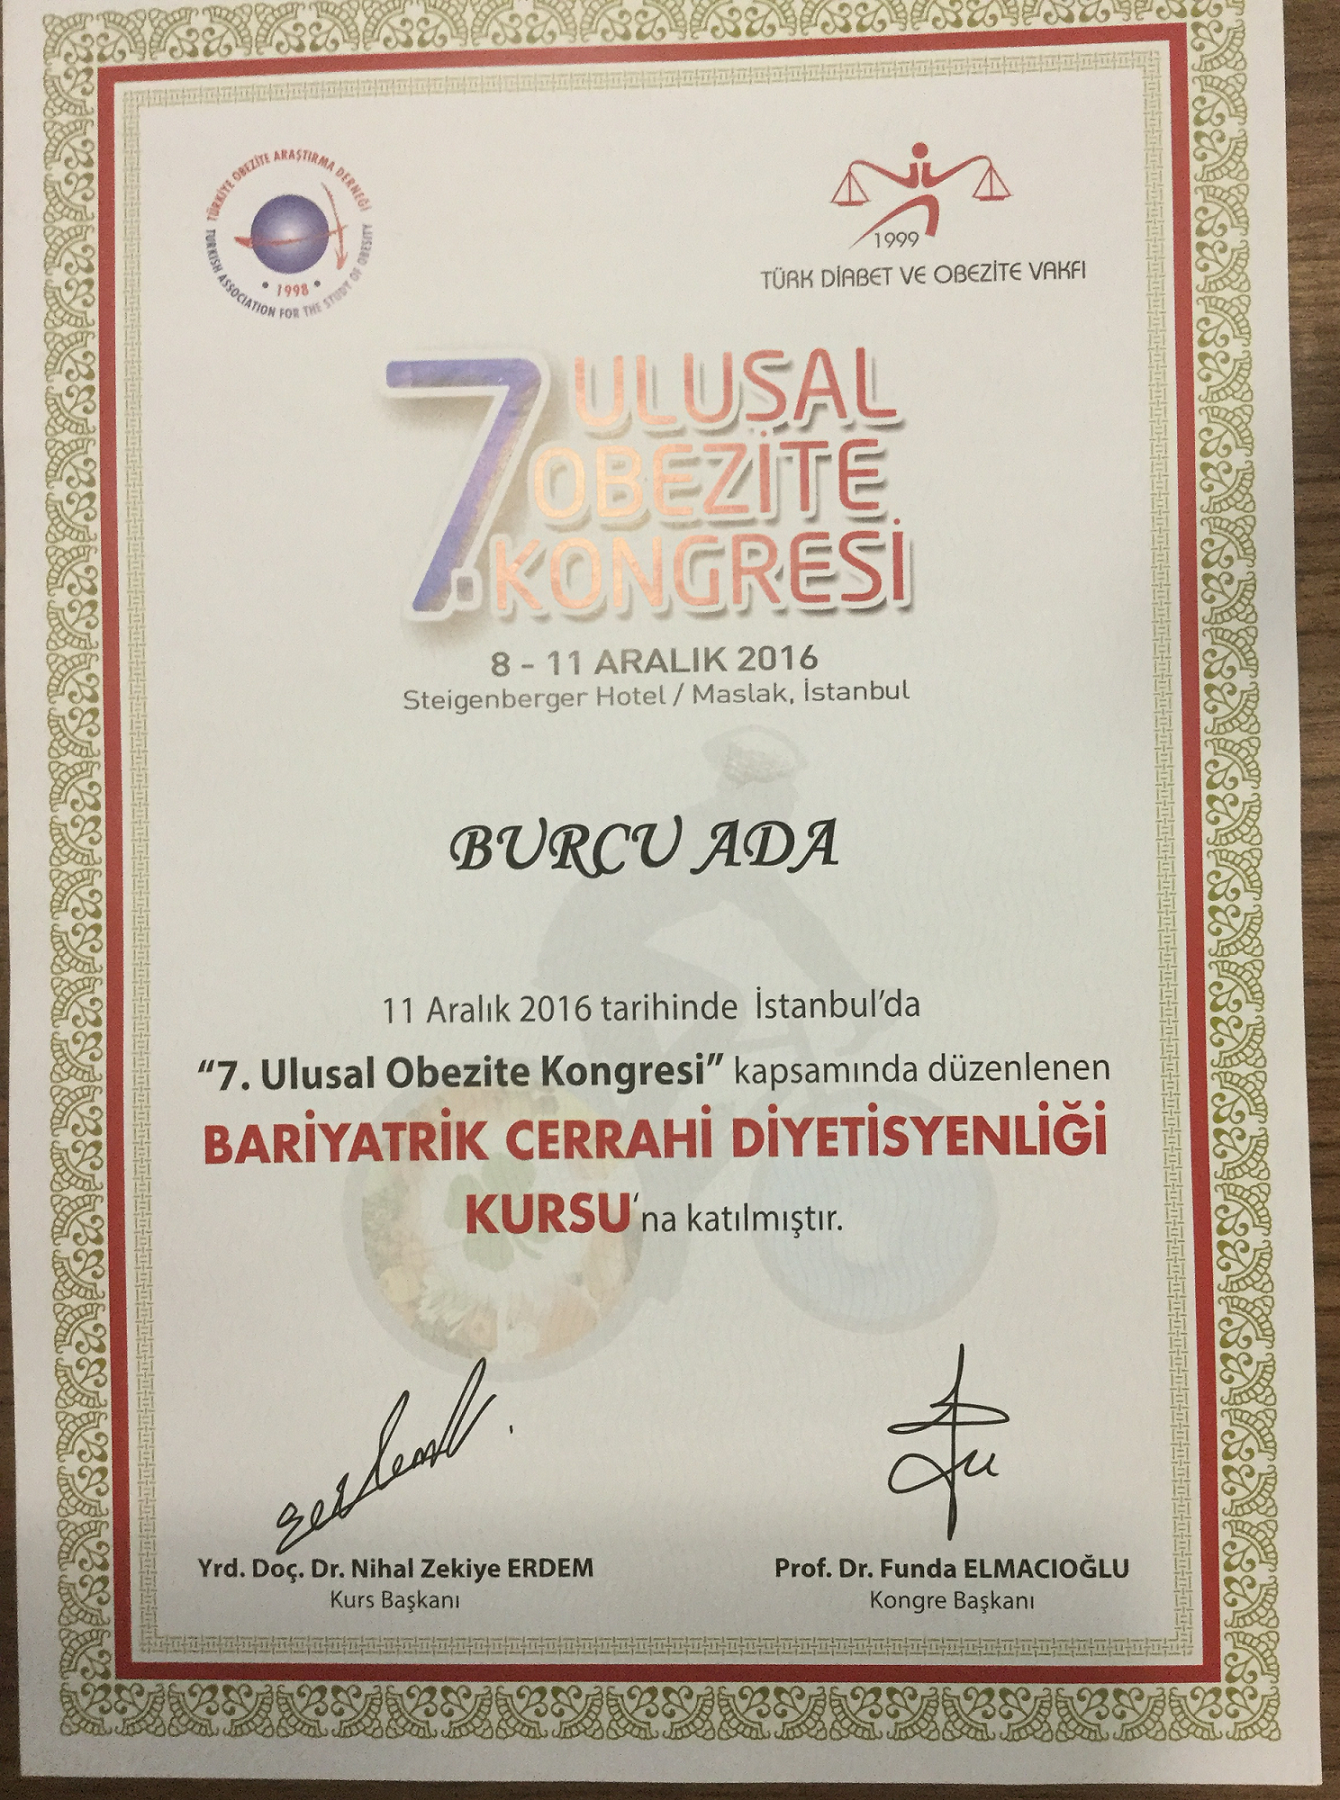 TÜRKİYE OBEZİTE ARAŞTIRMA DERNEĞİ
TURKISH ASSOCIATION FOR THE STUDY OF OBESITY
• 1998 •
1999
TÜRK DİABET VE OBEZİTE VAKFI
7. ULUSAL
OBEZİTE
KONGRESİ
8 - 11 ARALIK 2016
Steigenberger Hotel / Maslak, İstanbul
BURCU ADA
11 Aralık 2016 tarihinde İstanbul’da
“7. Ulusal Obezite Kongresi” kapsamında düzenlenen
BARİYATRİK CERRAHİ DİYETİSYENLİĞİ
KURSU‘na katılmıştır.
Yrd. Doç. Dr. Nihal Zekiye ERDEM
Kurs Başkanı
Prof. Dr. Funda ELMACIOĞLU
Kongre Başkanı